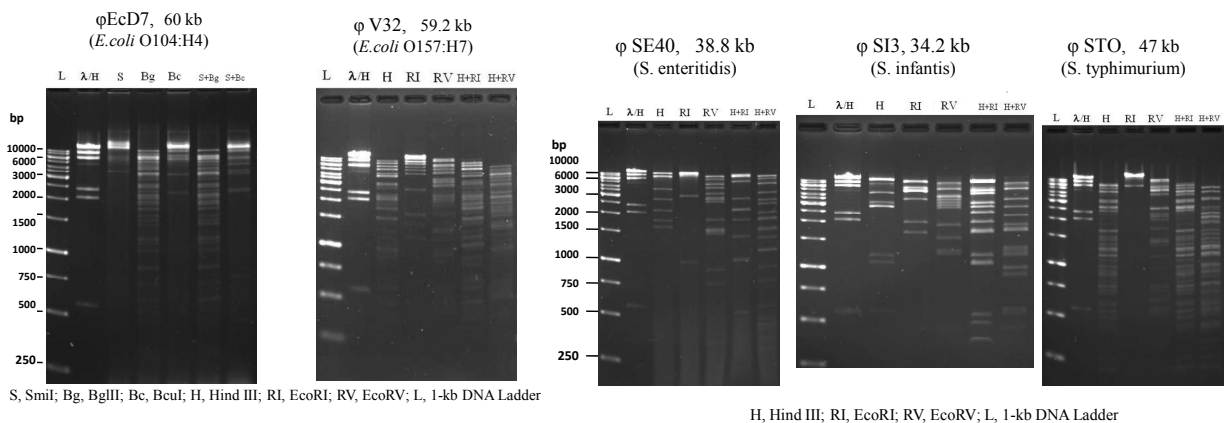 φEcD7, 60 kb
(E.coli O104:H4)
L λ/H S Bg Bc S+Bg S+Bc
bp
10000
6000
3000
2000
1500
1000
750
500
250
φ V32, 59.2 kb
(E.coli O157:H7)
L λ/H H RI RV H+RI H+RV
S, SmiI; Bg, BglII; Bc, BcuI; H, Hind III; RI, EcoRI; RV, EcoRV; L, 1-kb DNA Ladder
φ SE40, 38.8 kb
(S. enteritidis)
L λ/H H RI RV H+RI H+RV
bp
10000
6000
3000
2000
1500
1000
750
500
250
φ SI3, 34.2 kb
(S. infantis)
L λ/H H RI RV H+RI H+RV
φ STO, 47 kb
(S. typhimurium)
L λ/H H RI RV H+RI H+RV
H, Hind III; RI, EcoRI; RV, EcoRV; L, 1-kb DNA Ladder